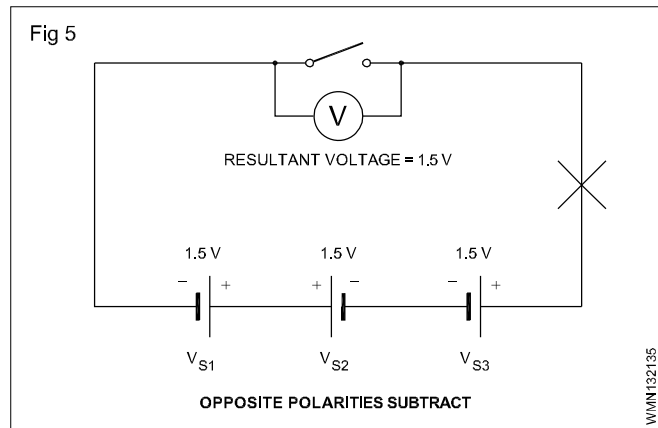 Fig 5
V
RESULTANT VOLTAGE = 1.5 V
1.5 V 1.5 V 1.5 V
− + + − − +
VS1 VS2 VS3
OPPOSITE POLARITIES SUBTRACT
WMN132135